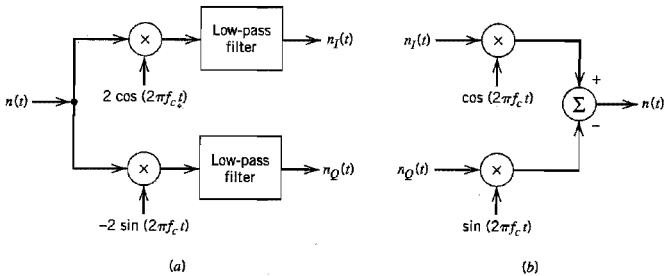 n(t)
2 cos (2πf_c t)
Low-pass
filter
n_I(t)
-2 sin (2πf_c t)
Low-pass
filter
n_Q(t)
(a)
n_I(t)
cos (2πf_c t)
+
Σ
−
n(t)
n_Q(t)
sin (2πf_c t)
(b)